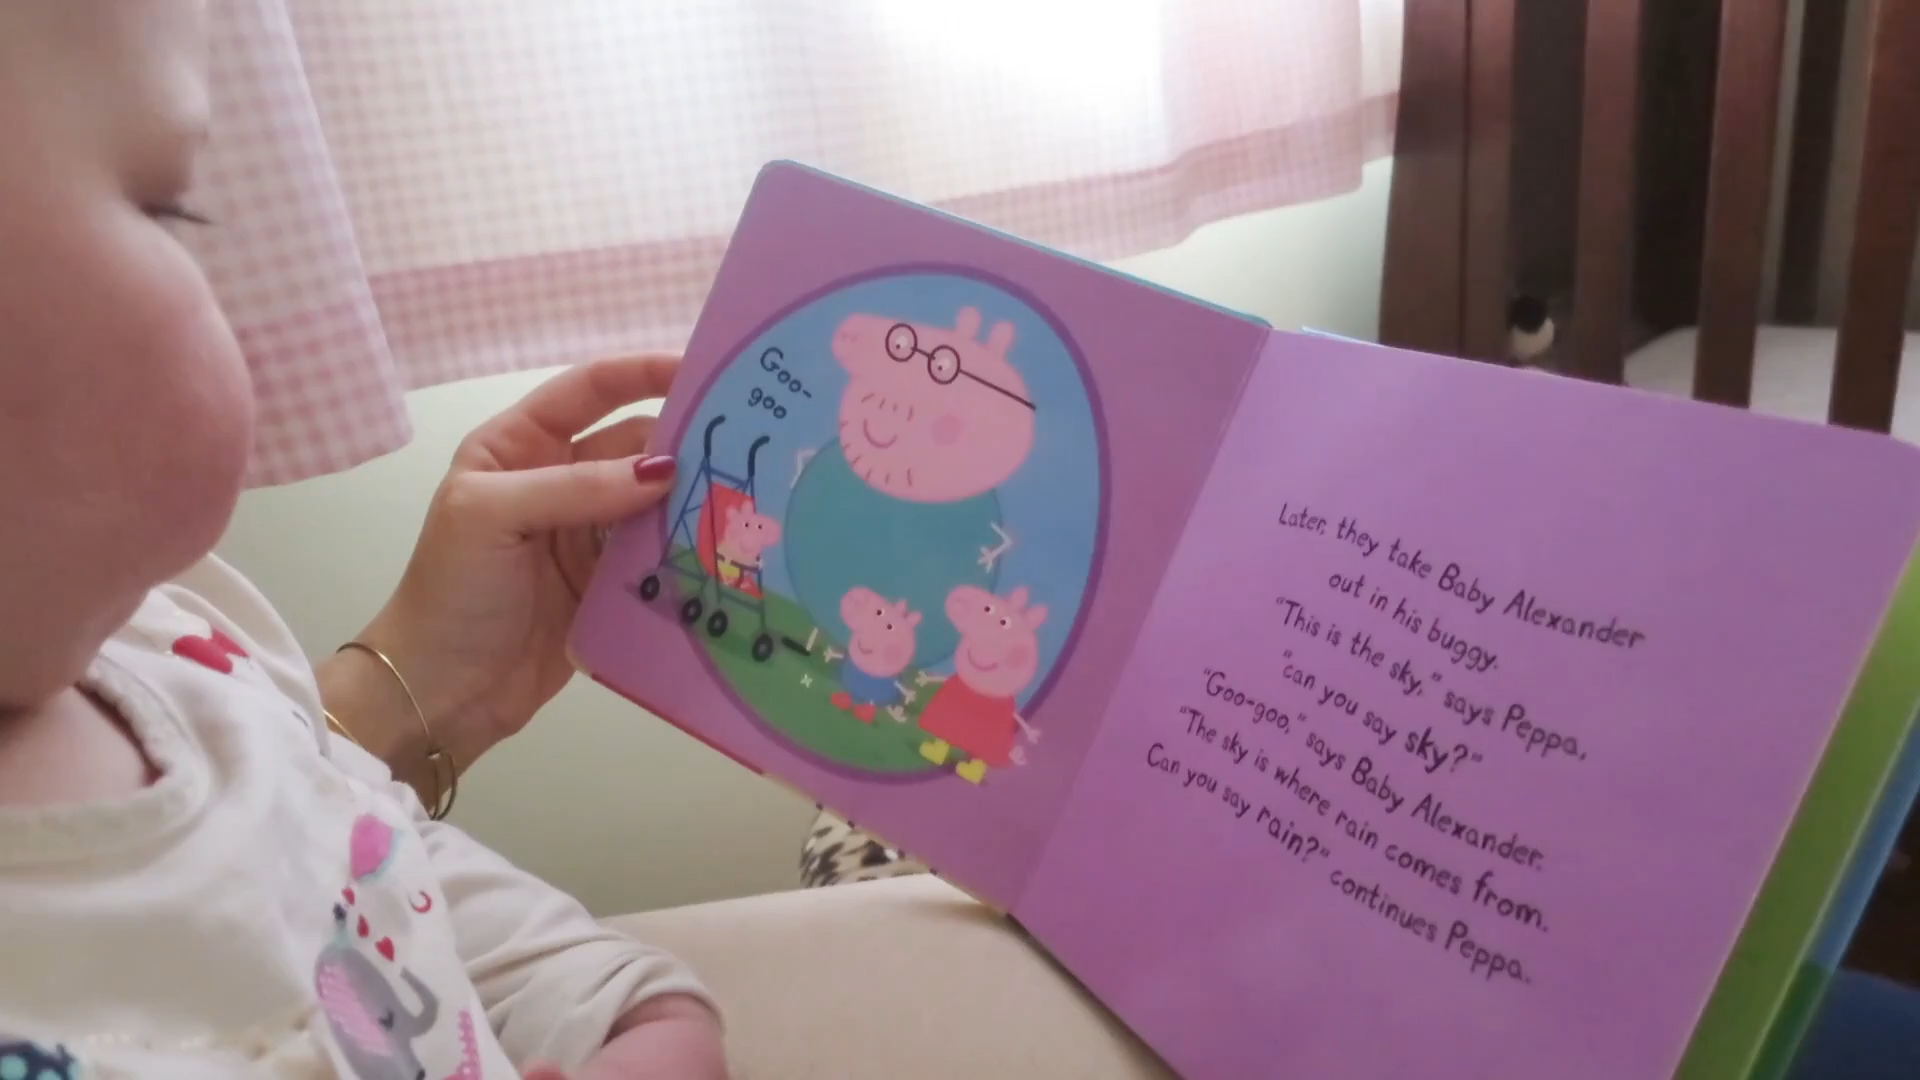 Goo-
goo
Later, they take Baby Alexander
out in his buggy.
"This is the sky," says Peppa,
"can you say sky?"
"Goo-goo," says Baby Alexander.
"The sky is where rain comes from.
Can you say rain?" continues Peppa.